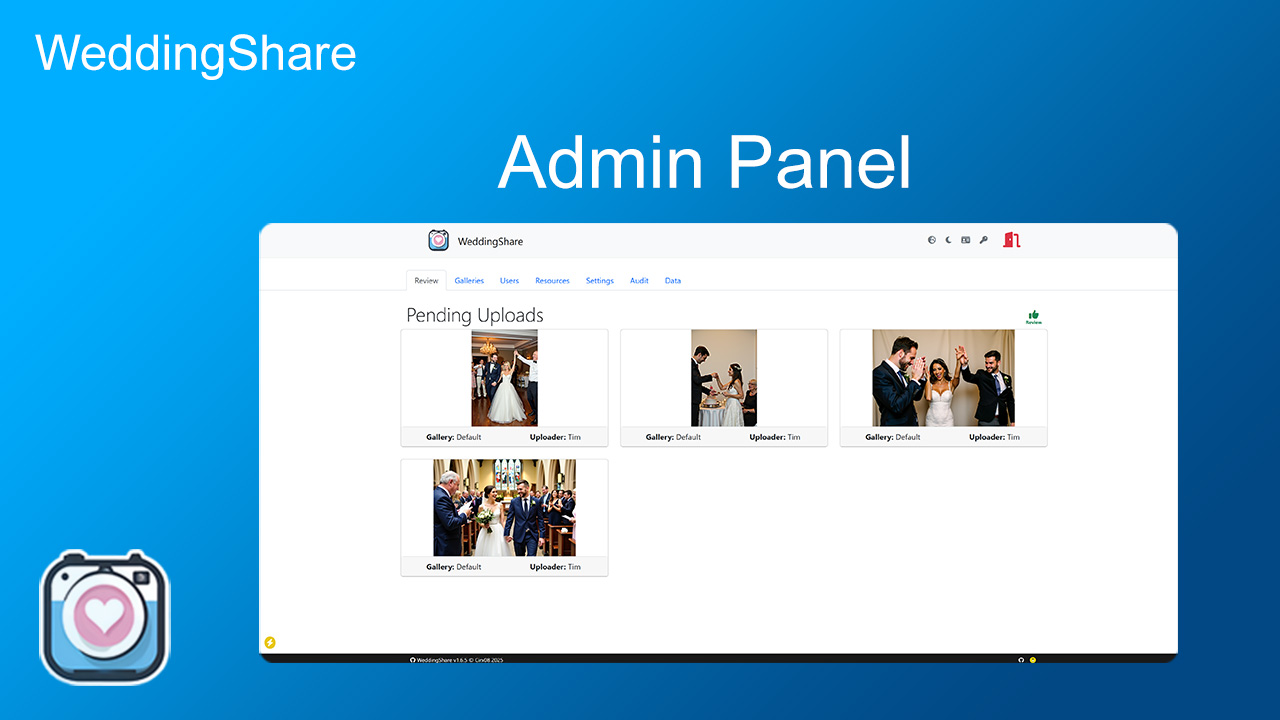 WeddingShare
Admin Panel
WeddingShare
Review Galleries Users Resources Settings Audit Data
Pending Uploads
Review
Gallery: Default Uploader: Tim
Gallery: Default Uploader: Tim
Gallery: Default Uploader: Tim
Gallery: Default Uploader: Tim
WeddingShare v1.6.5 © Cirx08 2025